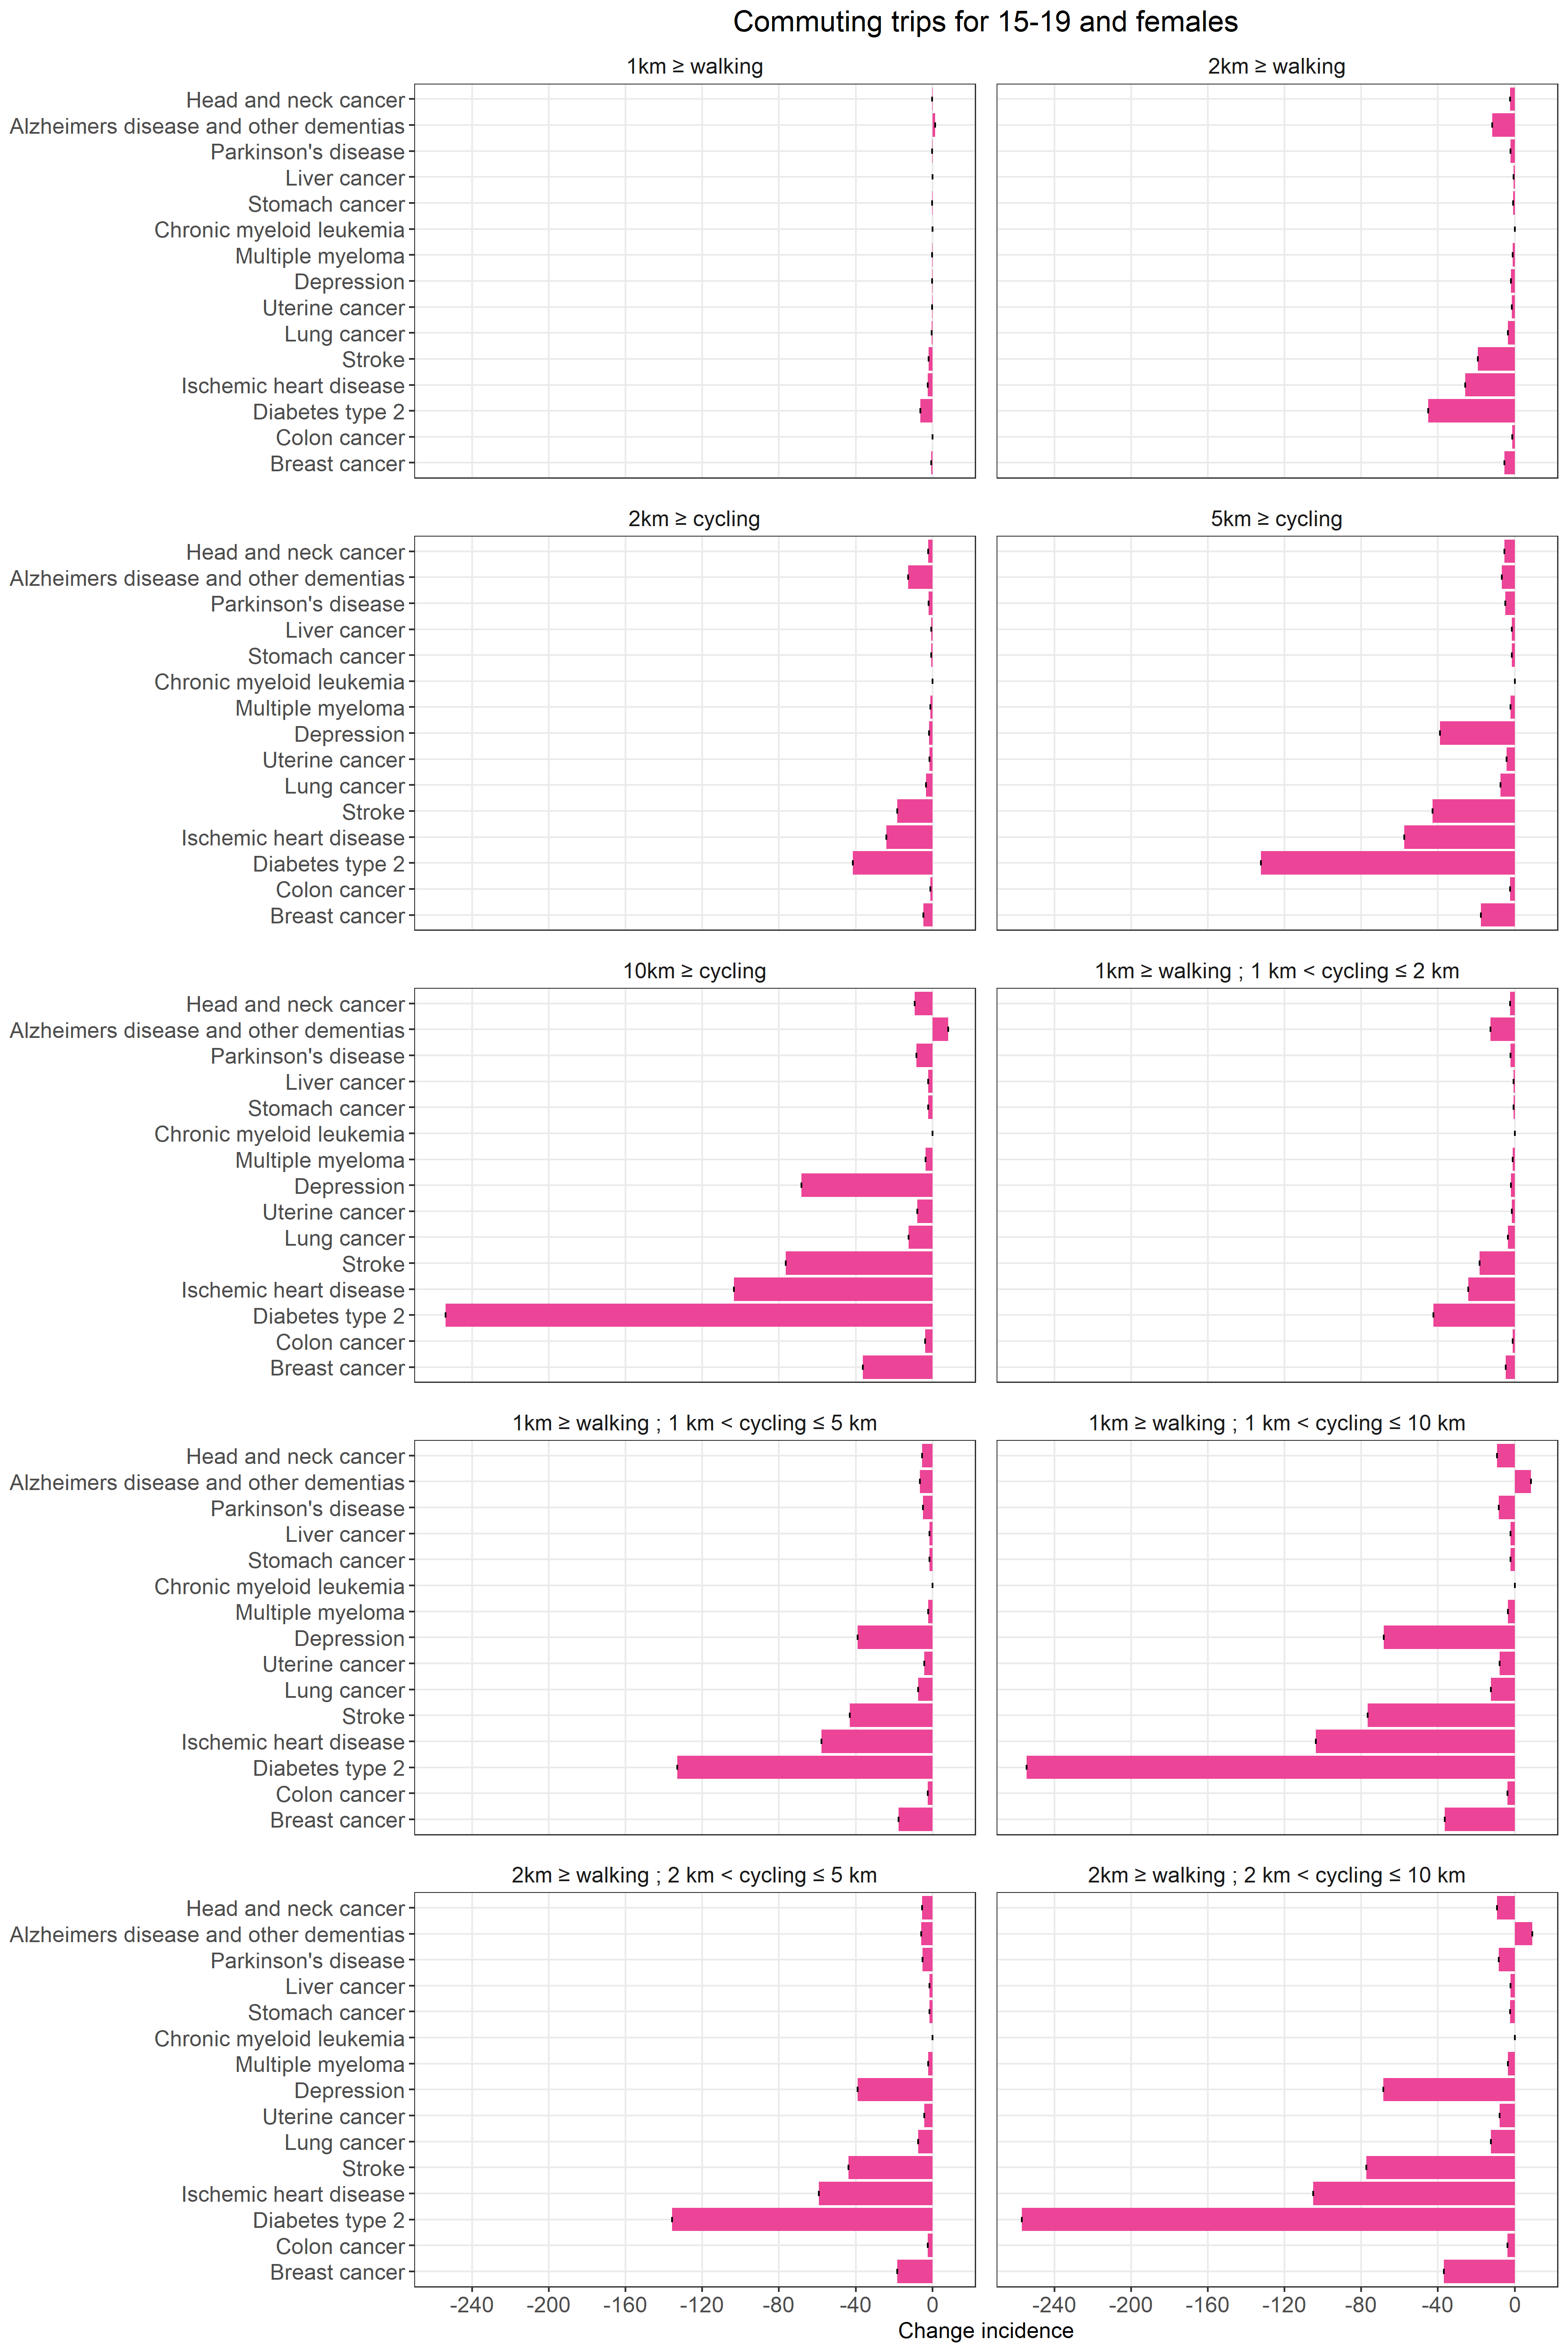 Commuting trips for 15-19 and females
1km ≥ walking
2km ≥ walking
Head and neck cancer
Alzheimers disease and other dementias
Parkinson's disease
Liver cancer
Stomach cancer
Chronic myeloid leukemia
Multiple myeloma
Depression
Uterine cancer
Lung cancer
Stroke
Ischemic heart disease
Diabetes type 2
Colon cancer
Breast cancer
2km ≥ cycling
5km ≥ cycling
Head and neck cancer
Alzheimers disease and other dementias
Parkinson's disease
Liver cancer
Stomach cancer
Chronic myeloid leukemia
Multiple myeloma
Depression
Uterine cancer
Lung cancer
Stroke
Ischemic heart disease
Diabetes type 2
Colon cancer
Breast cancer
10km ≥ cycling
1km ≥ walking ; 1 km < cycling ≤ 2 km
Head and neck cancer
Alzheimers disease and other dementias
Parkinson's disease
Liver cancer
Stomach cancer
Chronic myeloid leukemia
Multiple myeloma
Depression
Uterine cancer
Lung cancer
Stroke
Ischemic heart disease
Diabetes type 2
Colon cancer
Breast cancer
1km ≥ walking ; 1 km < cycling ≤ 5 km
1km ≥ walking ; 1 km < cycling ≤ 10 km
Head and neck cancer
Alzheimers disease and other dementias
Parkinson's disease
Liver cancer
Stomach cancer
Chronic myeloid leukemia
Multiple myeloma
Depression
Uterine cancer
Lung cancer
Stroke
Ischemic heart disease
Diabetes type 2
Colon cancer
Breast cancer
2km ≥ walking ; 2 km < cycling ≤ 5 km
2km ≥ walking ; 2 km < cycling ≤ 10 km
Head and neck cancer
Alzheimers disease and other dementias
Parkinson's disease
Liver cancer
Stomach cancer
Chronic myeloid leukemia
Multiple myeloma
Depression
Uterine cancer
Lung cancer
Stroke
Ischemic heart disease
Diabetes type 2
Colon cancer
Breast cancer
-240 -200 -160 -120 -80 -40 0
-240 -200 -160 -120 -80 -40 0
Change incidence